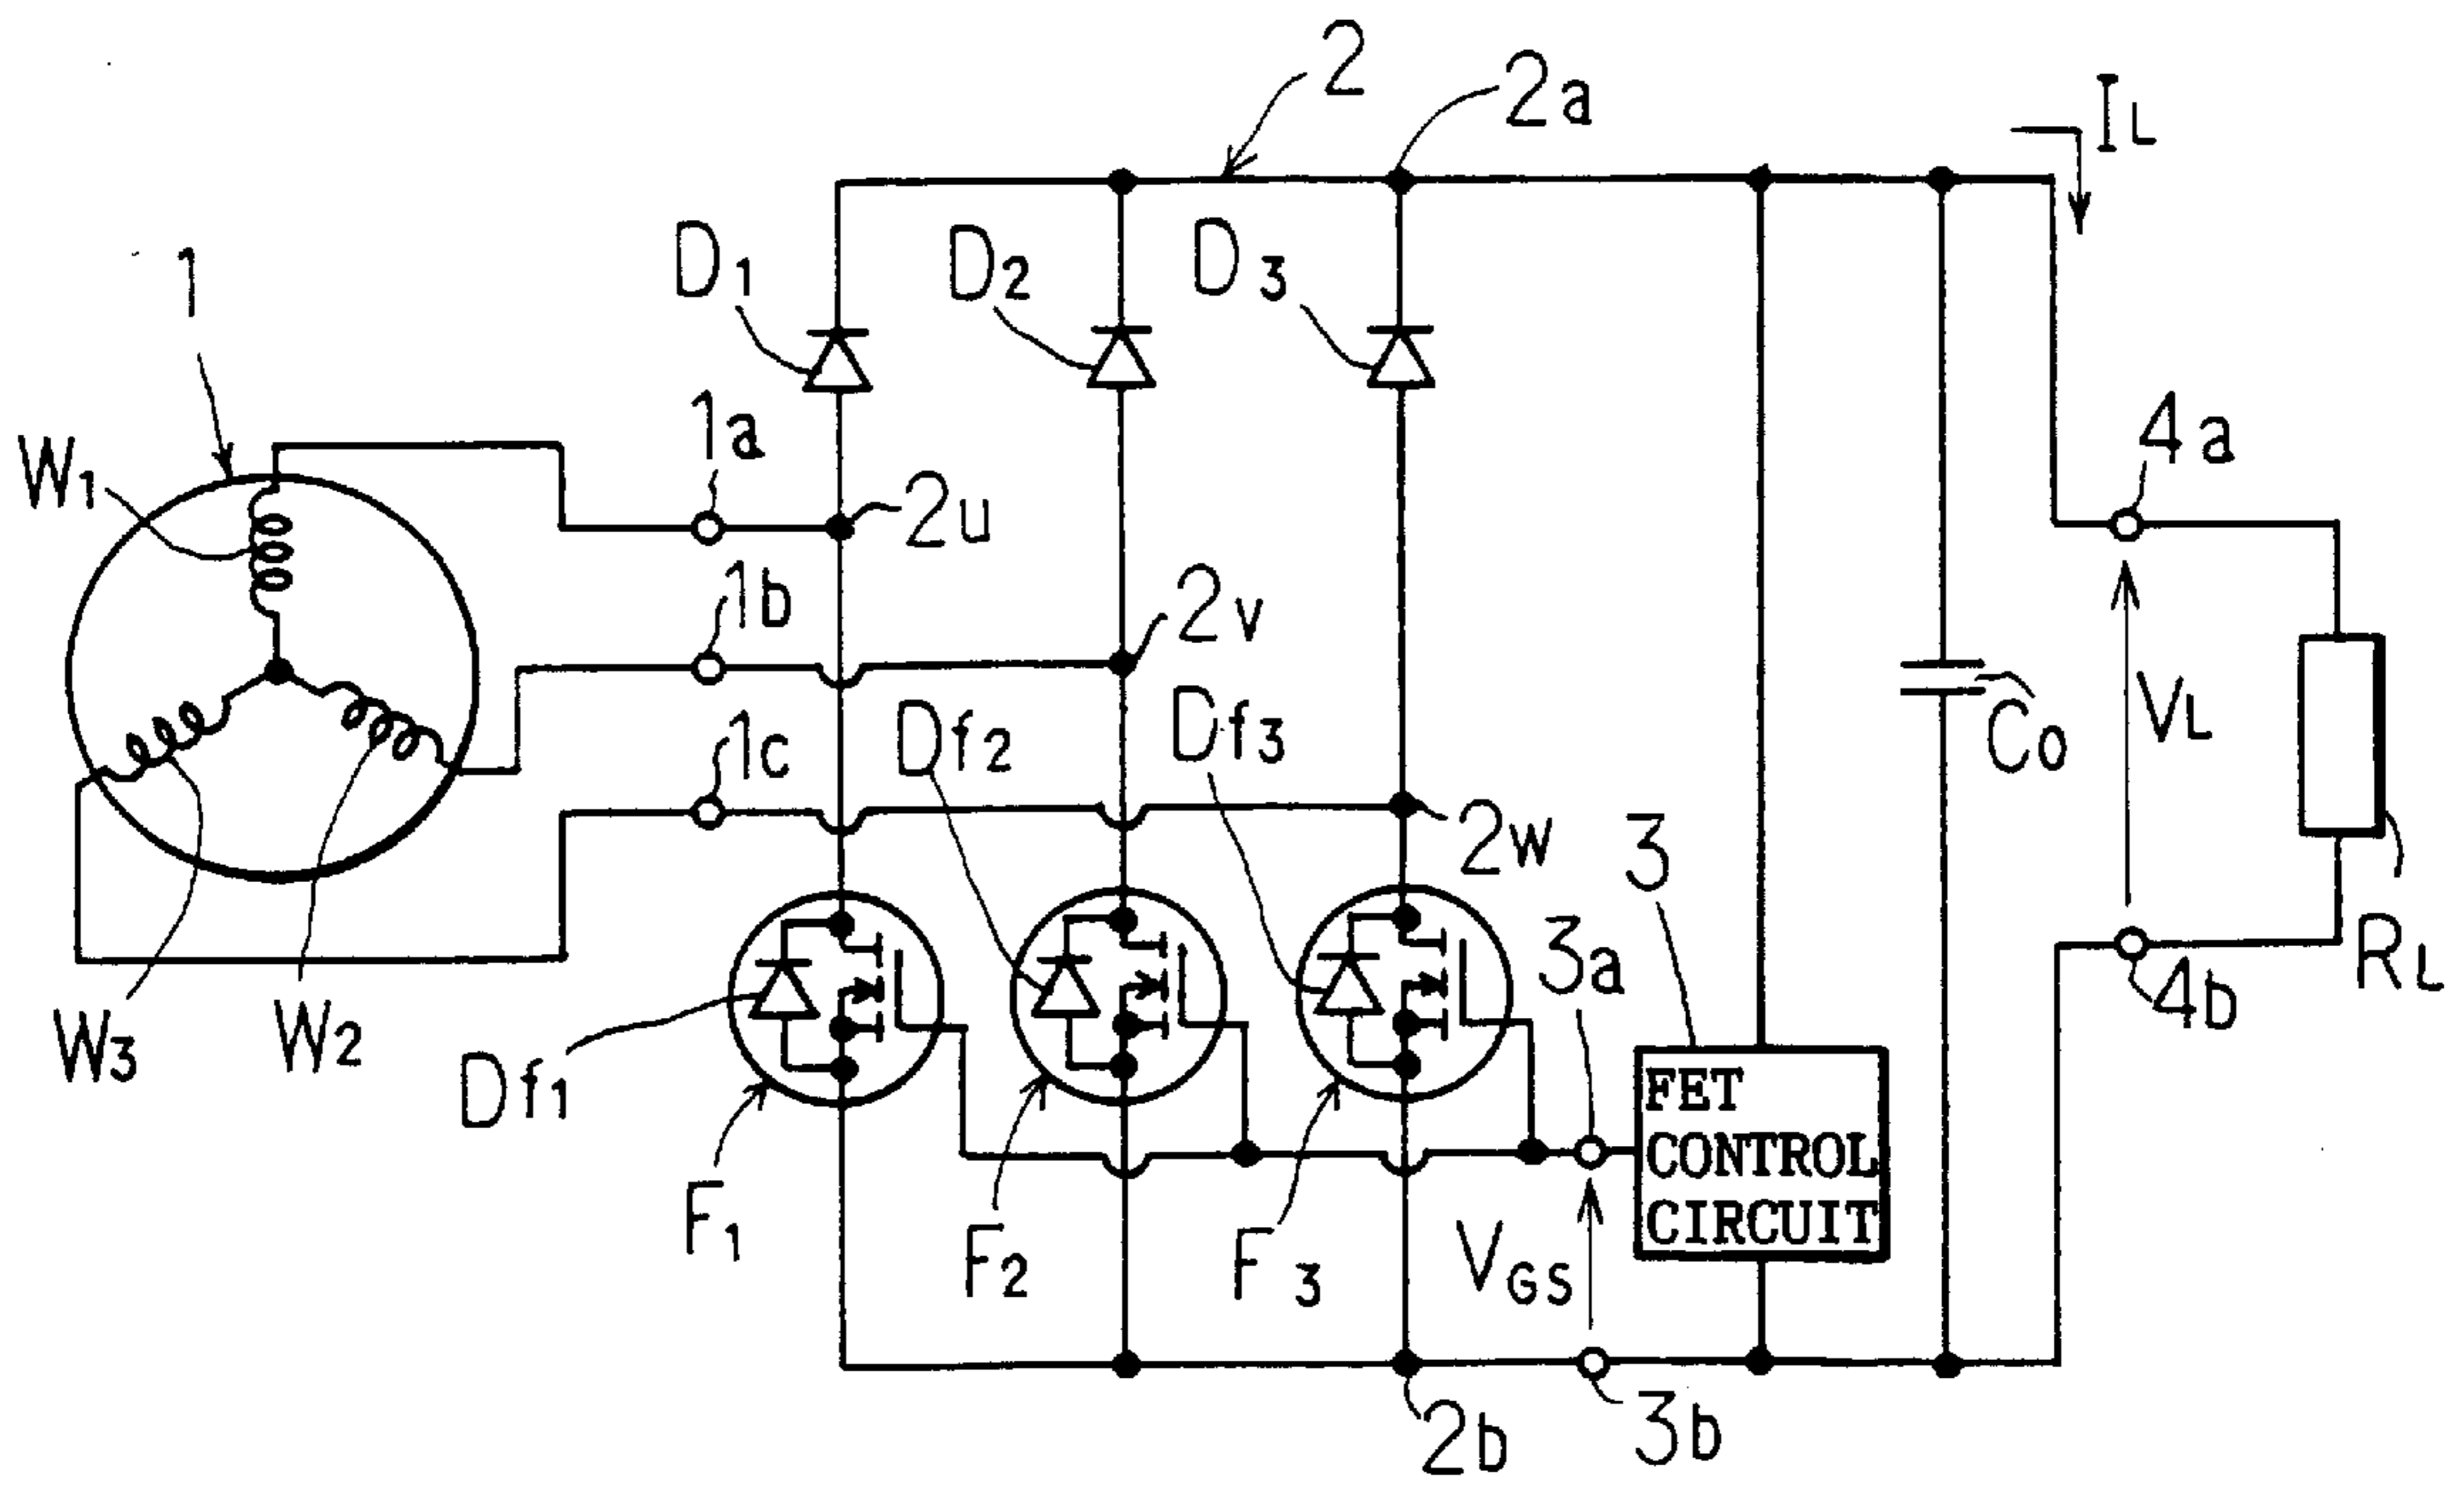 2
2a
IL
1
D1
D2
D3
1a
4a
W1
2u
1b
2v
Df2
Df3
1c
VL
C0
2w
3
3a
RL
4b
W3
W2
Df1
FET
CONTROL
CIRCUIT
F1
F2
F3
VGS
2b
3b